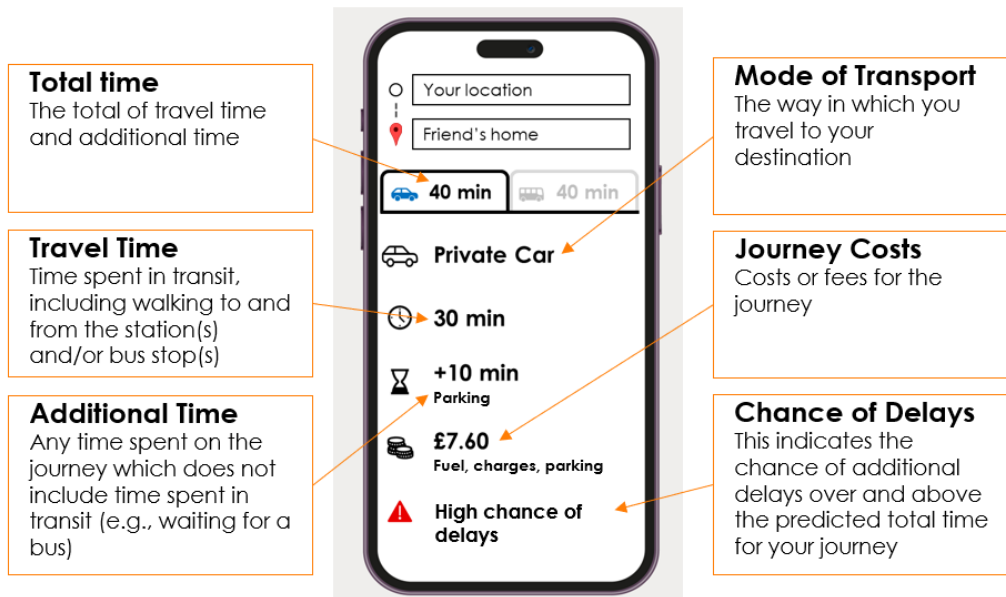 Total time
The total of travel time
and additional time
Travel Time
Time spent in transit,
including walking to and
from the station(s)
and/or bus stop(s)
Additional Time
Any time spent on the
journey which does not
include time spent in
transit (e.g., waiting for a
bus)
Your location
Friend's home
40 min
40 min
Private Car
30 min
+10 min
Parking
£7.60
Fuel, charges, parking
High chance of
delays
Mode of Transport
The way in which you
travel to your
destination
Journey Costs
Costs or fees for the
journey
Chance of Delays
This indicates the
chance of additional
delays over and above
the predicted total time
for your journey